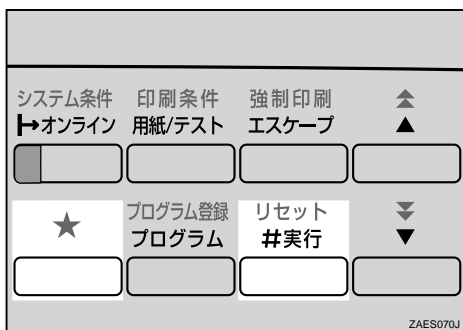 システム条件 印刷条件 強制印刷
オンライン 用紙/テスト エスケープ ▲
★ プログラム登録 リセット
プログラム #実行 ▼
ZAES070J